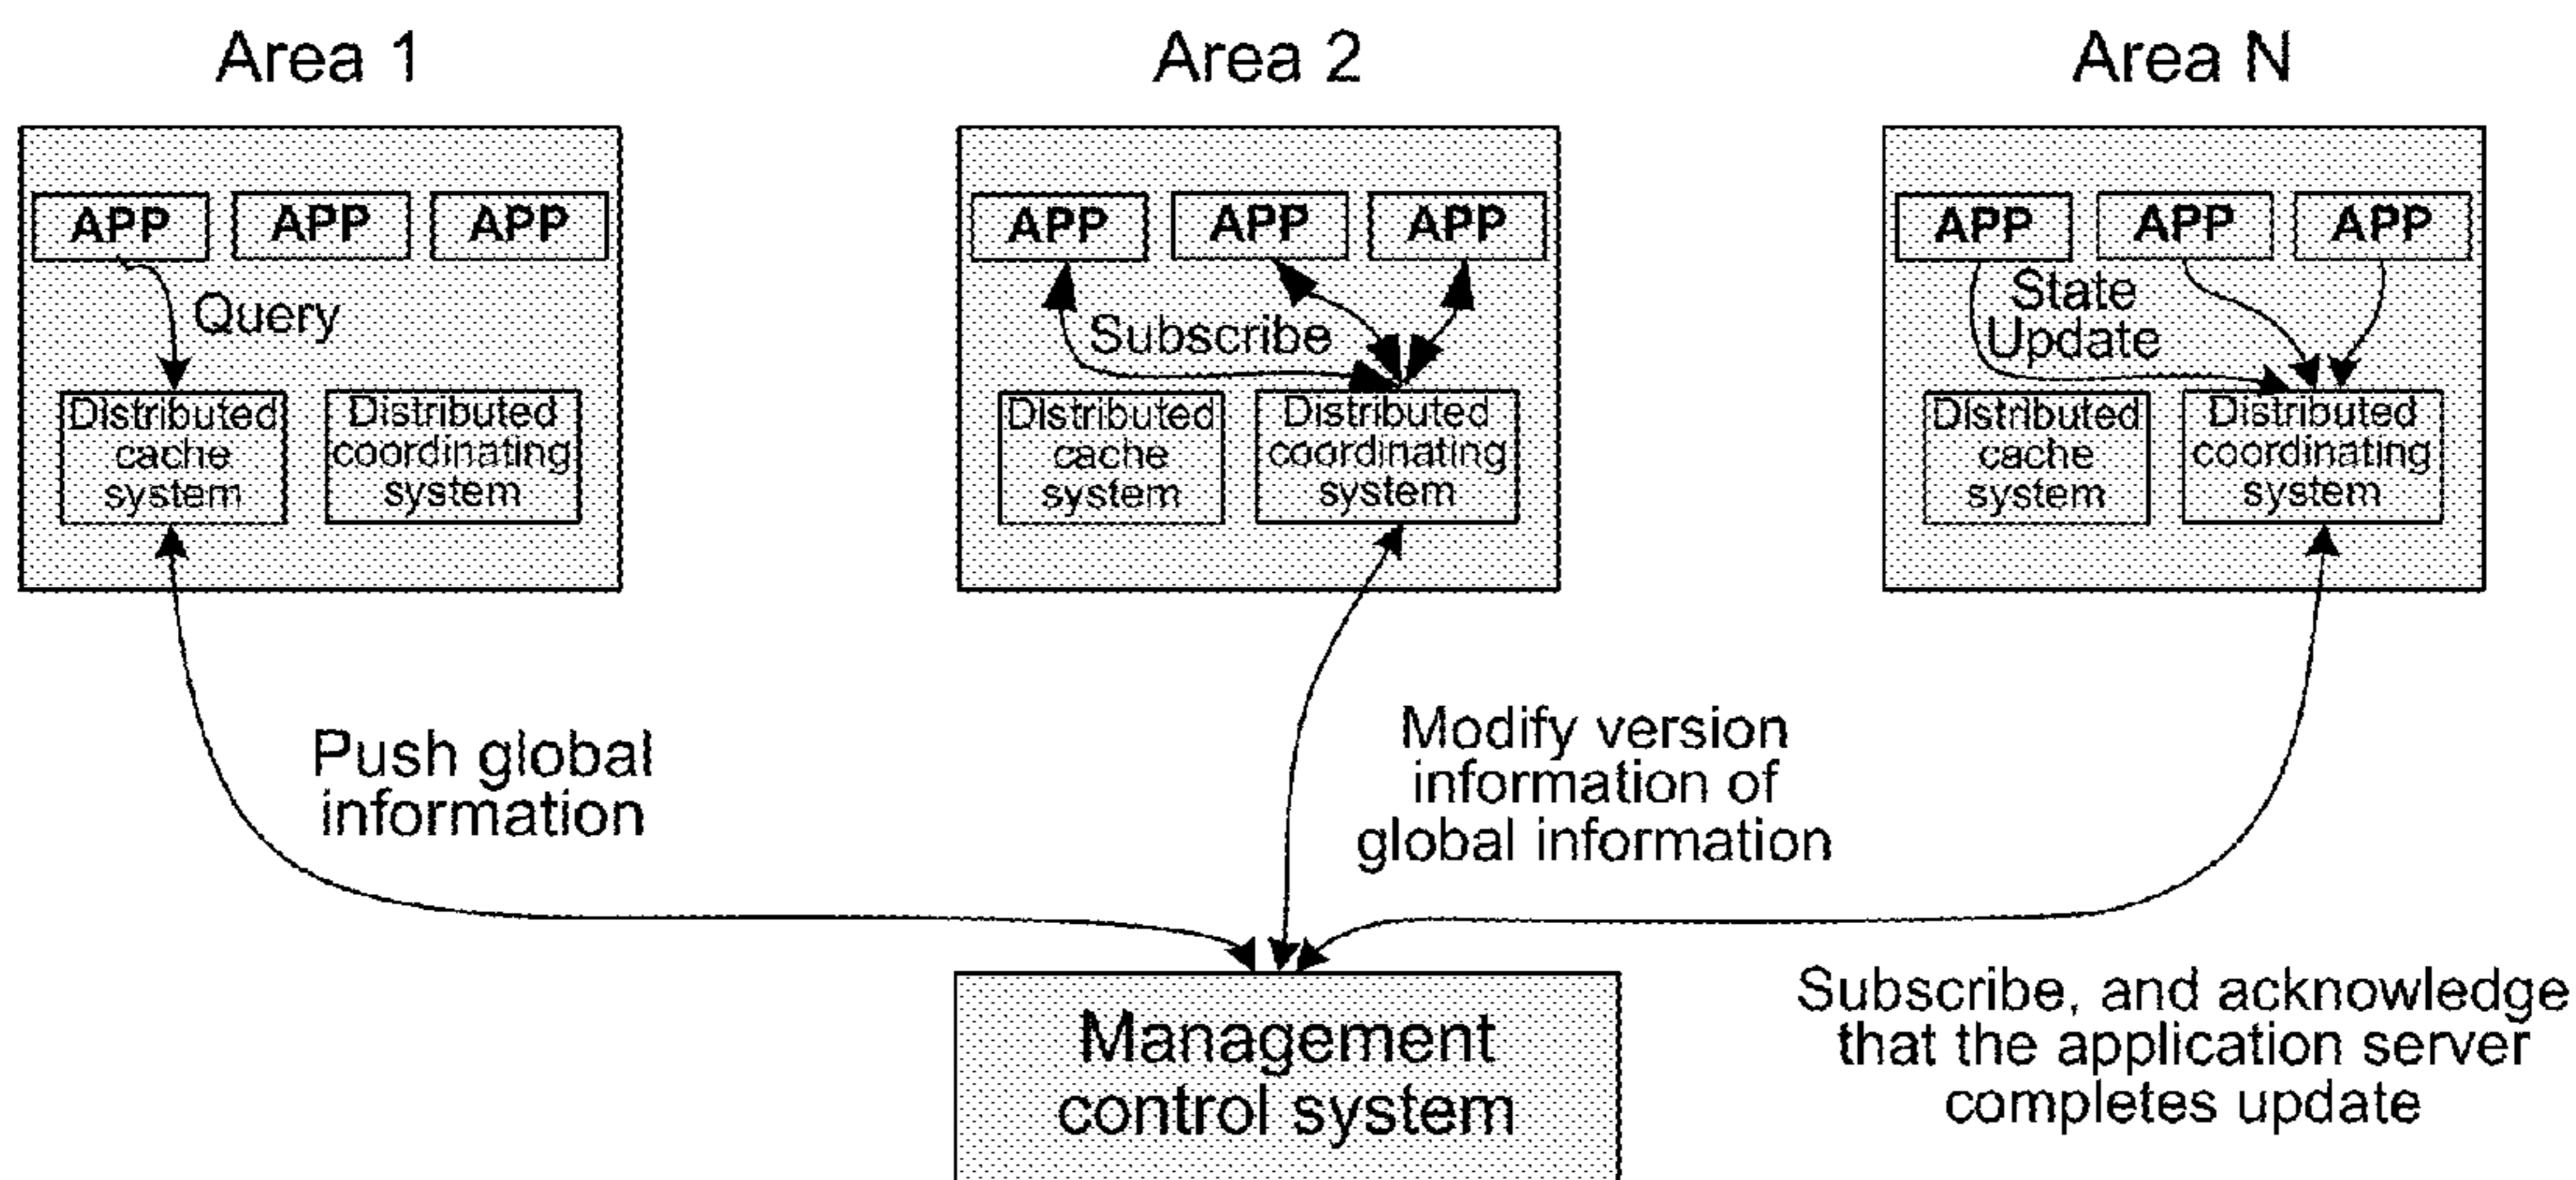 Area 1
Area 2
Area N
APP
APP
APP
APP
APP
APP
APP
APP
APP
Query
Subscribe
State
Update
Distributed
cache
system
Distributed
coordinating
system
Distributed
cache
system
Distributed
coordinating
system
Distributed
cache
system
Distributed
coordinating
system
Push global
information
Modify version
information of
global information
Management
control system
Subscribe, and acknowledge
that the application server
completes update